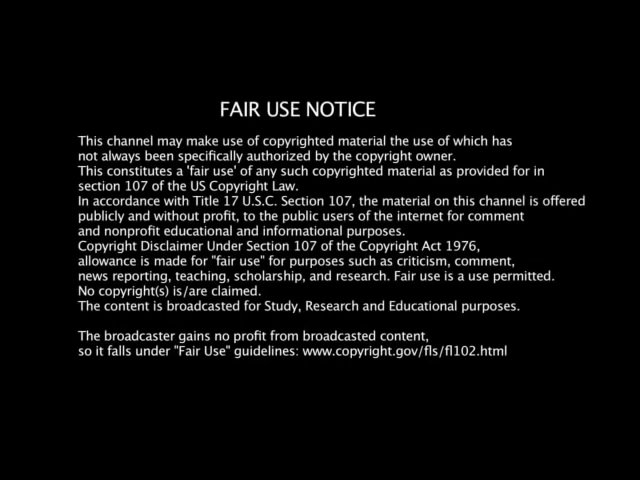 FAIR USE NOTICE
This channel may make use of copyrighted material the use of which has
not always been specifically authorized by the copyright owner.
This constitutes a 'fair use' of any such copyrighted material as provided for in
section 107 of the US Copyright Law.
In accordance with Title 17 U.S.C. Section 107, the material on this channel is offered
publicly and without profit, to the public users of the internet for comment
and nonprofit educational and informational purposes.
Copyright Disclaimer Under Section 107 of the Copyright Act 1976,
allowance is made for "fair use" for purposes such as criticism, comment,
news reporting, teaching, scholarship, and research. Fair use is a use permitted.
No copyright(s) is/are claimed.
The content is broadcasted for Study, Research and Educational purposes.
The broadcaster gains no profit from broadcasted content,
so it falls under "Fair Use" guidelines: www.copyright.gov/fls/fl102.html